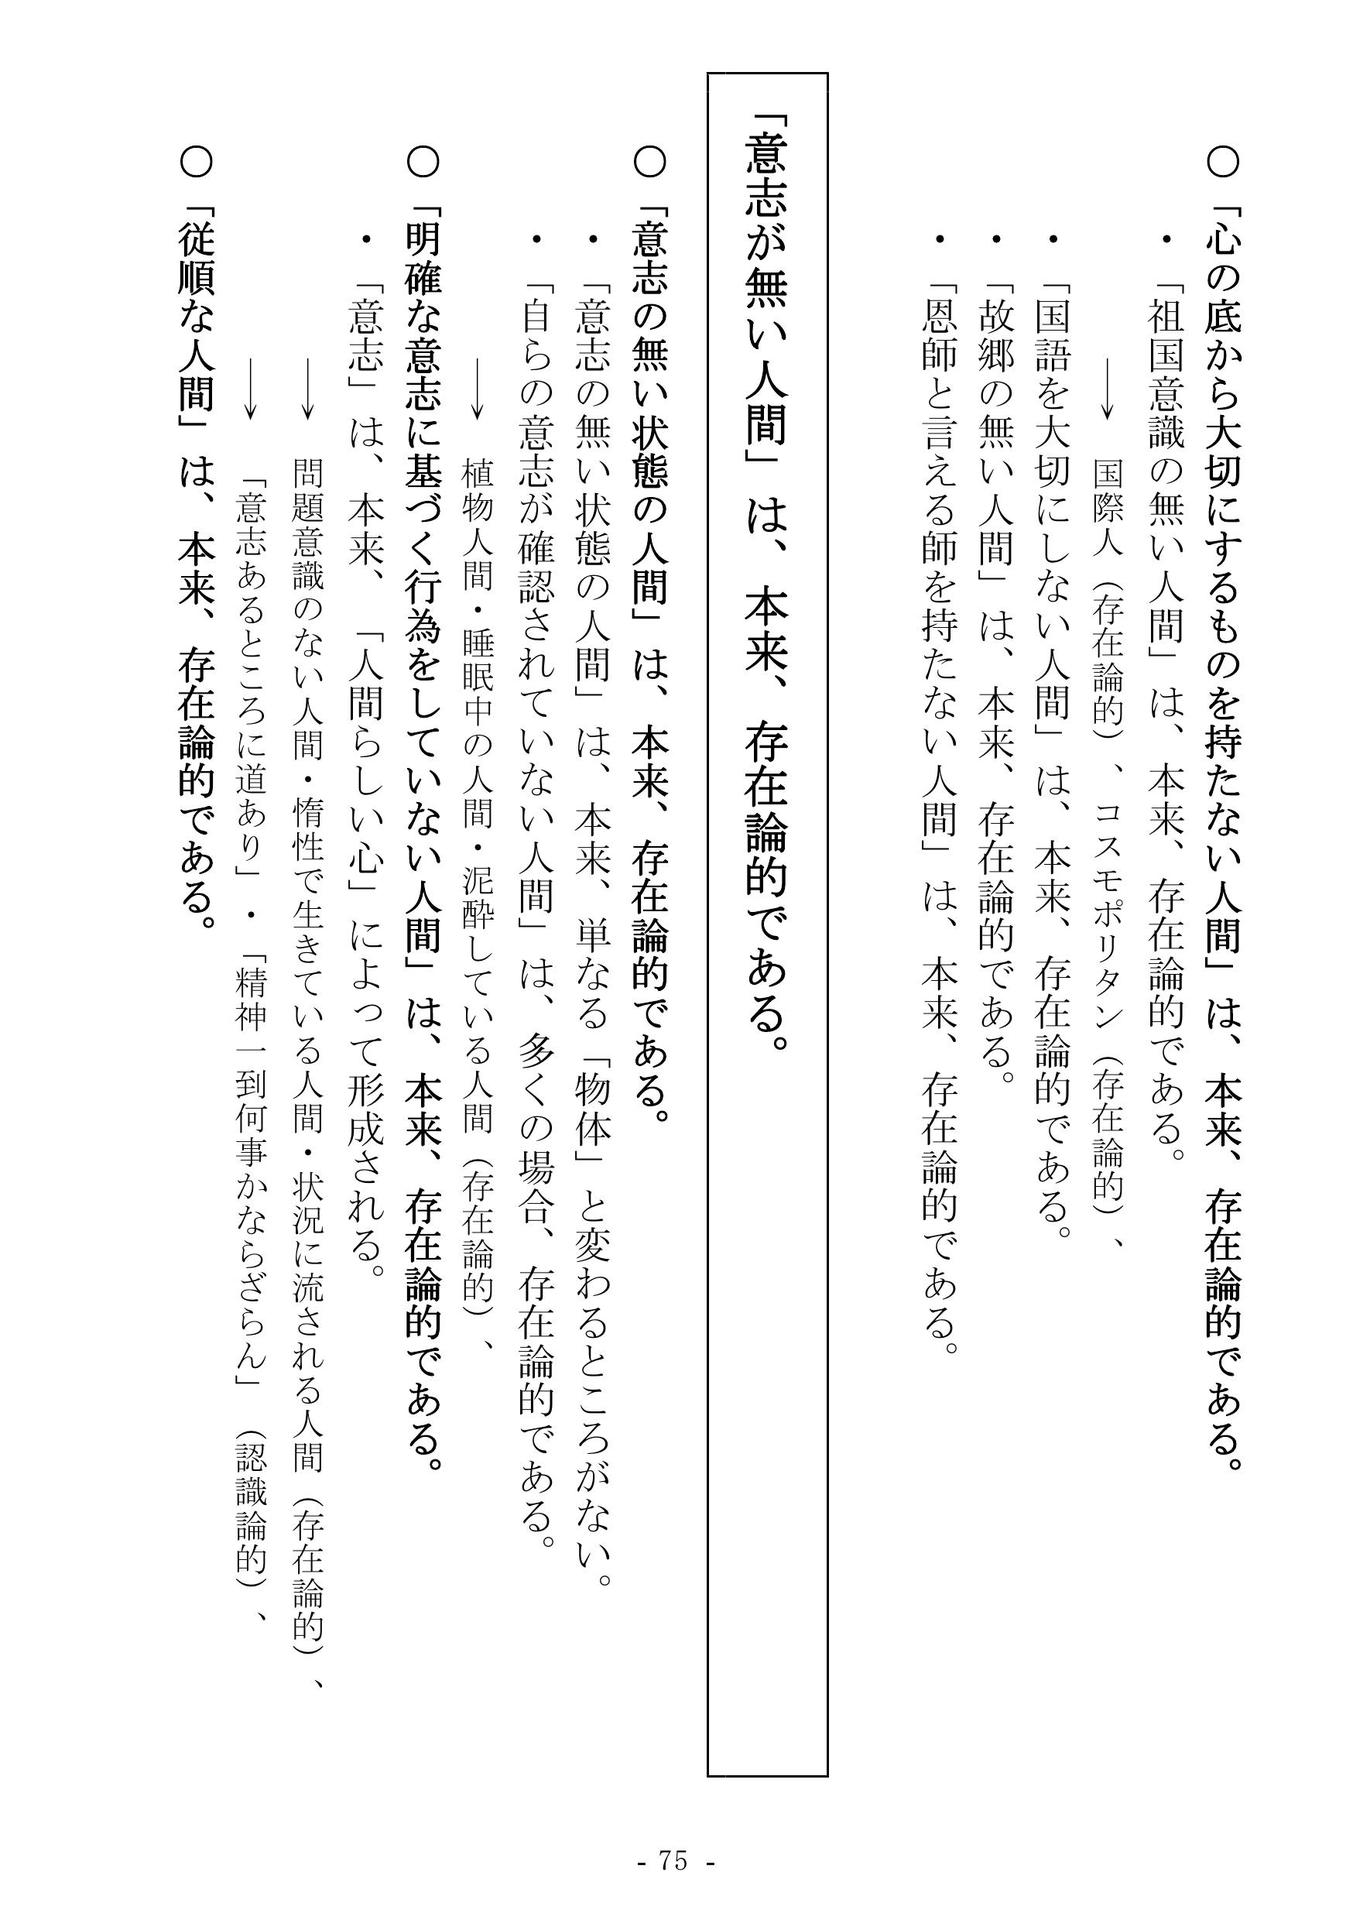 ○「心の底から大切にするものを持たない人間」は、本来、存在論的である。
・「祖国意識の無い人間」は、本来、存在論的である。
→ 国際人（存在論的）、コスモポリタン（存在論的）、
・「国語を大切にしない人間」は、本来、存在論的である。
・「故郷の無い人間」は、本来、存在論的である。
・「恩師と言える師を持たない人間」は、本来、存在論的である。
「意志が無い人間」は、本来、存在論的である。
○「意志の無い状態の人間」は、本来、存在論的である。
・「意志の無い状態の人間」は、本来、単なる「物体」と変わるところがない。
・「自らの意志が確認されていない人間」は、多くの場合、存在論的である。
→ 植物人間・睡眠中の人間・泥酔している人間（存在論的）、
○「明確な意志に基づく行為をしていない人間」は、本来、存在論的である。
・「意志」は、本来、「人間らしい心」によって形成される。
→ 問題意識のない人間・惰性で生きている人間・状況に流される人間（存在論的）、
→ 「意志あるところに道あり」・「精神一到何事かならざらん」（認識論的）、
○「従順な人間」は、本来、存在論的である。
- 75 -